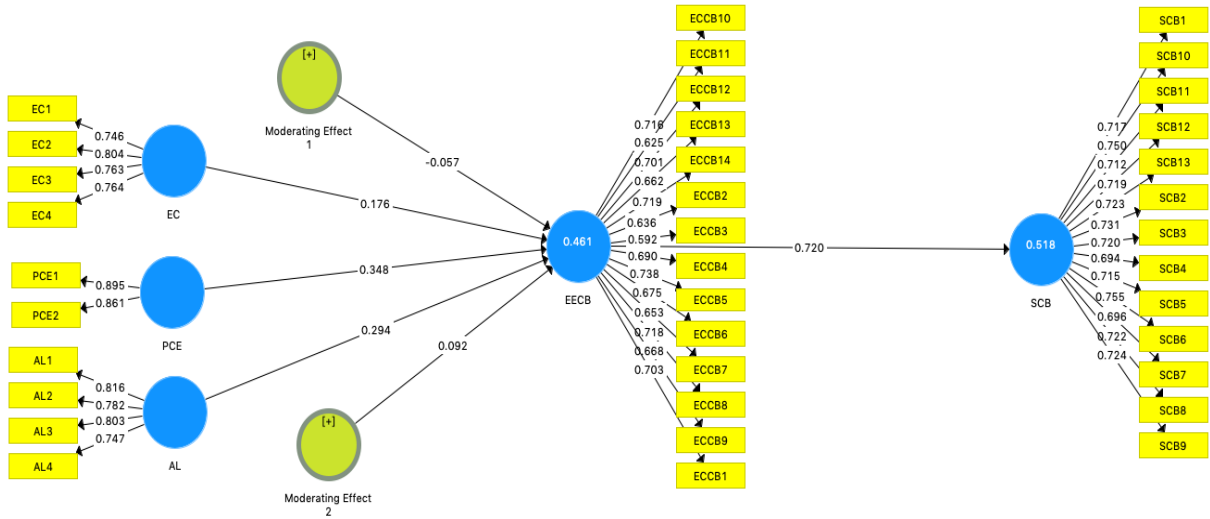 EC1
EC2
EC3
EC4
0.746
0.804
0.763
0.764
EC
PCE1
PCE2
0.895
0.861
PCE
AL1
AL2
AL3
AL4
0.816
0.782
0.803
0.747
AL
[+]
Moderating Effect
1
[+]
Moderating Effect
2
-0.057
0.176
0.348
0.294
0.092
0.461
EECB
ECCB10
ECCB11
ECCB12
ECCB13
ECCB14
ECCB2
ECCB3
ECCB4
ECCB5
ECCB6
ECCB7
ECCB8
ECCB9
ECCB1
0.716
0.625
0.701
0.662
0.719
0.636
0.592
0.690
0.738
0.675
0.653
0.718
0.668
0.703
0.720
0.518
SCB
0.717
0.750
0.712
0.719
0.723
0.731
0.720
0.694
0.715
0.755
0.696
0.722
0.724
SCB1
SCB10
SCB11
SCB12
SCB13
SCB2
SCB3
SCB4
SCB5
SCB6
SCB7
SCB8
SCB9